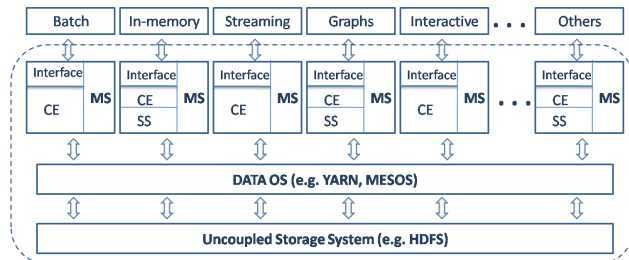 Batch In-memory Streaming Graphs Interactive ... Others
Interface Interface Interface Interface Interface Interface
CE MS CE MS CE MS CE MS CE MS ... CE MS
SS SS SS
DATA OS (e.g. YARN, MESOS)
Uncoupled Storage System (e.g. HDFS)